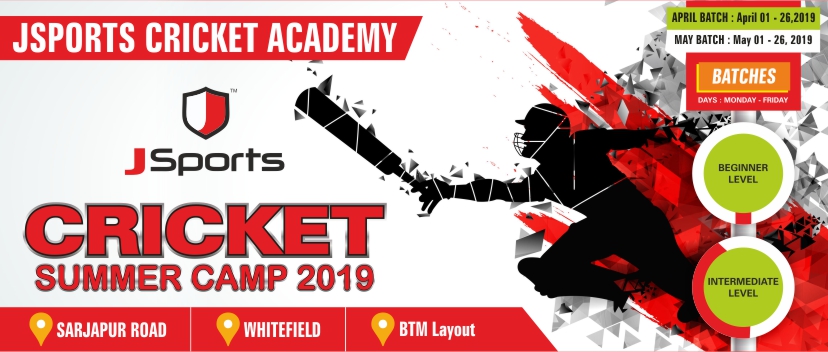 JSPORTS CRICKET ACADEMY
APRIL BATCH : April 01 - 26,2019
MAY BATCH : May 01 - 26, 2019
BATCHES
DAYS : MONDAY - FRIDAY
BEGINNER
LEVEL
INTERMEDIATE
LEVEL
J
TM
JSports
CRICKET
SUMMER CAMP 2019
SARJAPUR ROAD
WHITEFIELD
BTM Layout